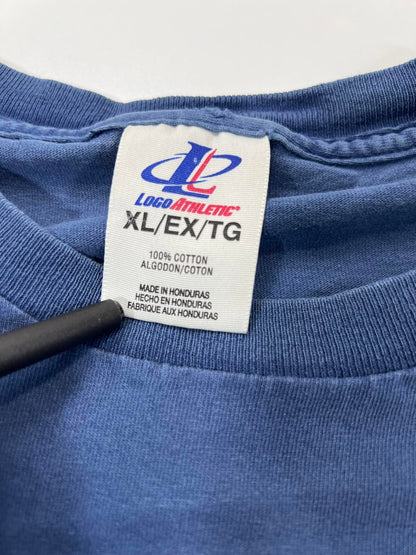 LOGO ATHLETIC®
XL/EX/TG
100% COTTON
ALGODON/COTON
MADE IN HONDURAS
HECHO EN HONDURAS
FABRIQUE AUX HONDURAS